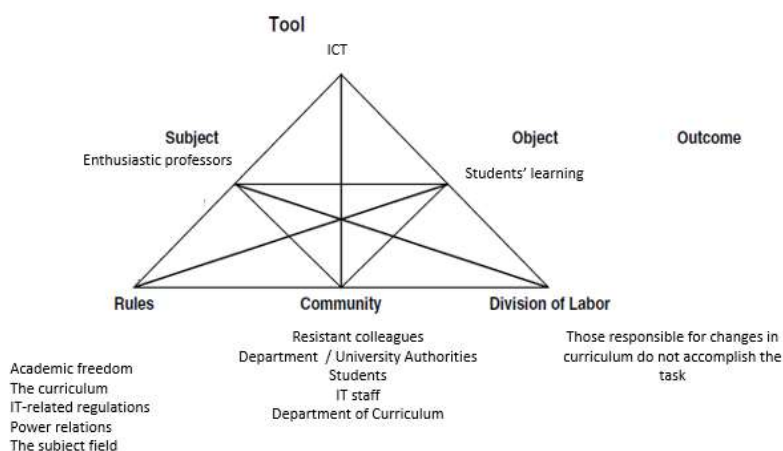 Tool
ICT
Subject
Object
Outcome
Enthusiastic professors
Students' learning
Rules
Community
Division of Labor
Resistant colleagues
Department / University Authorities
Students
IT staff
Department of Curriculum
Those responsible for changes in
curriculum do not accomplish the
task
Academic freedom
The curriculum
IT-related regulations
Power relations
The subject field